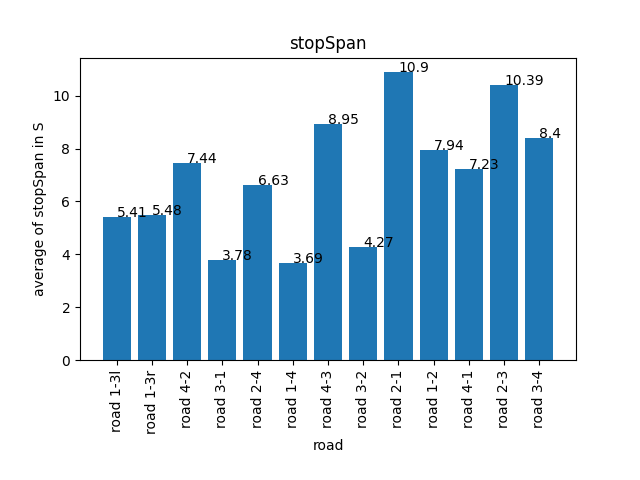 stopSpan
average of stopSpan in S
10
8
6
4
2
0
5.41
5.48
7.44
3.78
6.63
3.69
8.95
4.27
10.9
7.94
7.23
10.39
8.4
road 1-3l
road 1-3r
road 4-2
road 3-1
road 2-4
road 1-4
road 4-3
road 3-2
road 2-1
road 1-2
road 4-1
road 2-3
road 3-4
road